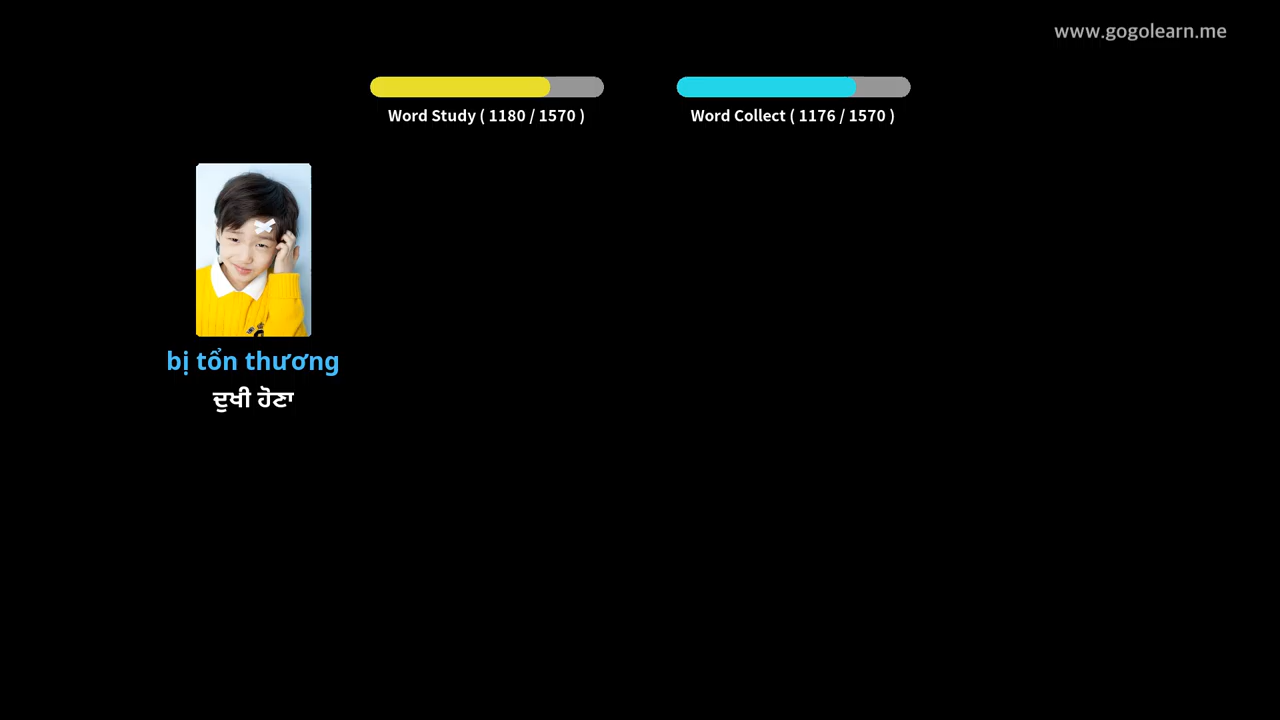 www.gogolearn.me
Word Study ( 1180 / 1570 )
Word Collect ( 1176 / 1570 )
bị tổn thương
ਦੁਖੀ ਹੋਣਾ